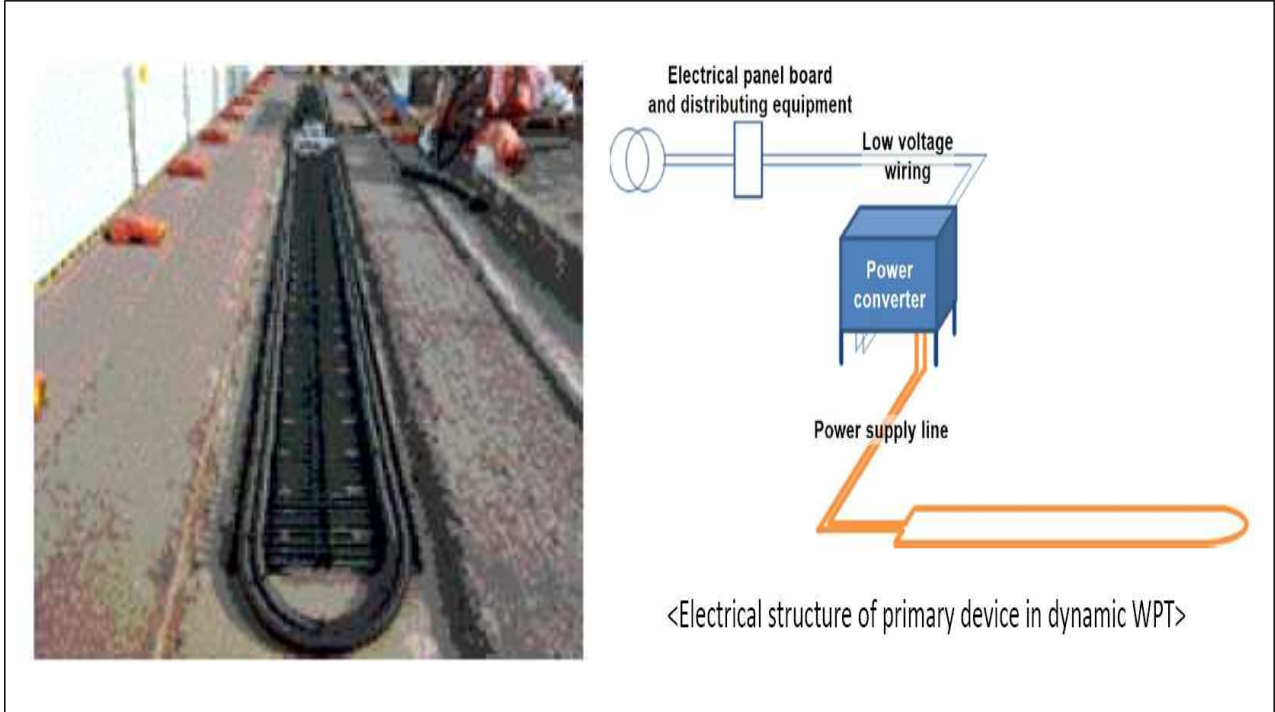 Electrical panel board
and distributing equipment
Low voltage
wiring
Power
converter
Power supply line
<Electrical structure of primary device in dynamic WPT>